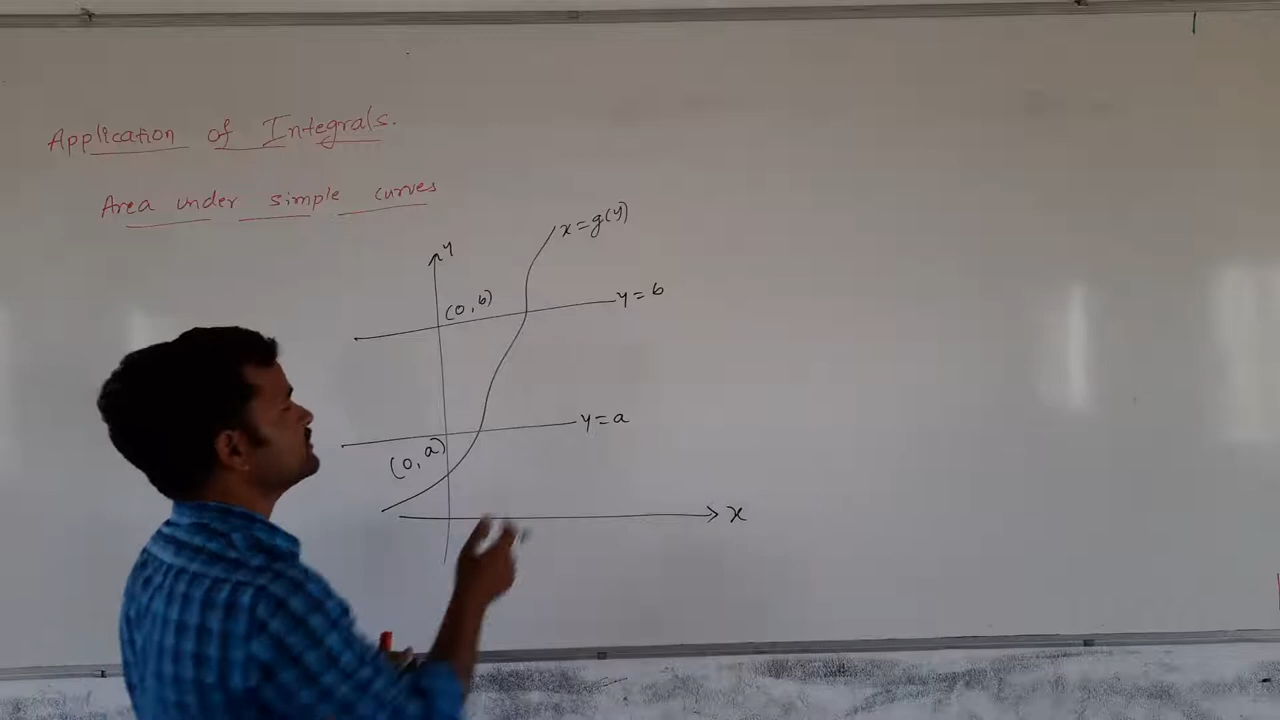 Application of Integrals.
Area under simple curves
y
x=g(y)
(0,b)
y=b
y=a
(0,a)
x